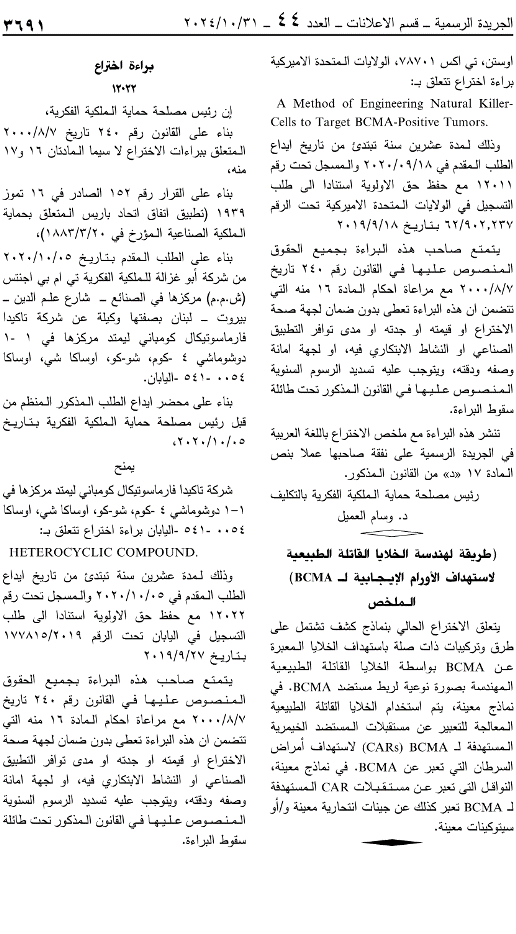 الجريدة الرسمية – قسم الاعلانات – العدد ٤٤ – ٢٠٢٤/١٠/٣١
٣٦٩١
اوستن، تي اكس ٧٨٧٠١، الولايات المتحدة الاميركية
براءة اختراع تتعلق بـ:
A Method of Engineering Natural Killer-
Cells to Target BCMA-Positive Tumors.
وذلك لمدة عشرين سنة تبتدئ من تاريخ ايداع
الطلب المقدم في ٢٠٢٠/٠٩/١٨ والمسجل تحت رقم
١٢٠١١ مع حفظ حق الاولوية استنادا الى طلب
التسجيل في الولايات المتحدة الاميركية تحت الرقم
٦٢/٩٠٢,٢٣٧ بتاريخ ٢٠١٩/٩/١٨
يتمتع صاحب هذه البراءة بجميع الحقوق
المنصوص عليها في القانون رقم ٢٤٠ تاريخ
٢٠٠٠/٨/٧ مع مراعاة احكام المادة ١٦ منه التي
تتضمن ان هذه البراءة تعطى بدون ضمان لجهة صحة
الاختراع او قيمته او جدته او مدى توافر التطبيق
الصناعي او النشاط الابتكاري فيه، او لجهة امانة
وصفه ودقته، ويتوجب عليه تسديد الرسوم السنوية
المنصوص عليها في القانون المذكور تحت طائلة
سقوط البراءة.
تنشر هذه البراءة مع ملخص الاختراع باللغة العربية
في الجريدة الرسمية على نفقة صاحبها عملا بنص
المادة ١٧ «د» من القانون المذكور.
رئيس مصلحة حماية الملكية الفكرية بالتكليف
د. وسام العميل
(طريقة لهندسة الخلايا القاتلة الطبيعية
لاستهداف الأورام الإيجابية لـ BCMA)
الملخص
يتعلق الاختراع الحالي بنماذج كشف تشتمل على
طرق وتركيبات ذات صلة باستهداف الخلايا المعبرة
عن BCMA بواسطة الخلايا القاتلة الطبيعية
المهندسة بصورة نوعية لربط مستضد BCMA. في
نماذج معينة، يتم استخدام الخلايا القاتلة الطبيعية
المعالجة للتعبير عن مستقبلات المستضد الخيمرية
المستهدفة لـ BCMA (CARs) لاستهداف أمراض
السرطان التي تعبر عن BCMA. في نماذج معينة،
النواقل التي تعبر عن مستقبلات CAR المستهدفة
لـ BCMA تعبر كذلك عن جينات انتحارية معينة و/أو
سيتوكينات معينة.
براءة اختراع
١٢٠٢٢
إن رئيس مصلحة حماية الملكية الفكرية،
بناء على القانون رقم ٢٤٠ تاريخ ٢٠٠٠/٨/٧
المتعلق ببراءات الاختراع لا سيما المادتان ١٦ و١٧
منه،
بناء على القرار رقم ١٥٢ الصادر في ١٦ تموز
١٩٣٩ (تطبيق اتفاق اتحاد باريس المتعلق بحماية
الملكية الصناعية المؤرخ في ١٨٨٣/٣/٢٠)،
بناء على الطلب المقدم بتاريخ ٢٠٢٠/١٠/٠٥
من شركة أبو غزالة للملكية الفكرية تي ام بي اجنتس
(ش.م.م) مركزها في الصنائع – شارع علم الدين –
بيروت – لبنان بصفتها وكيلة عن شركة تاكيدا
فارماسوتيكال كومباني ليمتد مركزها في ١ -١
دوشوماشي ٤ -كوم، شو-كو، اوساكا شي، اوساكا
٠٠٥٤ -٥٤١ -اليابان.
بناء على محضر ايداع الطلب المذكور المنظم من
قبل رئيس مصلحة حماية الملكية الفكرية بتاريخ
٢٠٢٠/١٠/٠٥،
يمنح
شركة تاكيدا فارماسوتيكال كومباني ليمتد مركزها في
١-١ دوشوماشي ٤ -كوم، شو-كو، اوساكا شي، اوساكا
٠٠٥٤ -٥٤١ -اليابان براءة اختراع تتعلق بـ:
HETEROCYCLIC COMPOUND.
وذلك لمدة عشرين سنة تبتدئ من تاريخ ايداع
الطلب المقدم في ٢٠٢٠/١٠/٠٥ والمسجل تحت رقم
١٢٠٢٢ مع حفظ حق الاولوية استنادا الى طلب
التسجيل في اليابان تحت الرقم ١٧٧٨١٥/٢٠١٩
بتاريخ ٢٠١٩/٩/٢٧
يتمتع صاحب هذه البراءة بجميع الحقوق
المنصوص عليها في القانون رقم ٢٤٠ تاريخ
٢٠٠٠/٨/٧ مع مراعاة احكام المادة ١٦ منه التي
تتضمن ان هذه البراءة تعطى بدون ضمان لجهة صحة
الاختراع او قيمته او جدته او مدى توافر التطبيق
الصناعي او النشاط الابتكاري فيه، او لجهة امانة
وصفه ودقته، ويتوجب عليه تسديد الرسوم السنوية
المنصوص عليها في القانون المذكور تحت طائلة
سقوط البراءة.